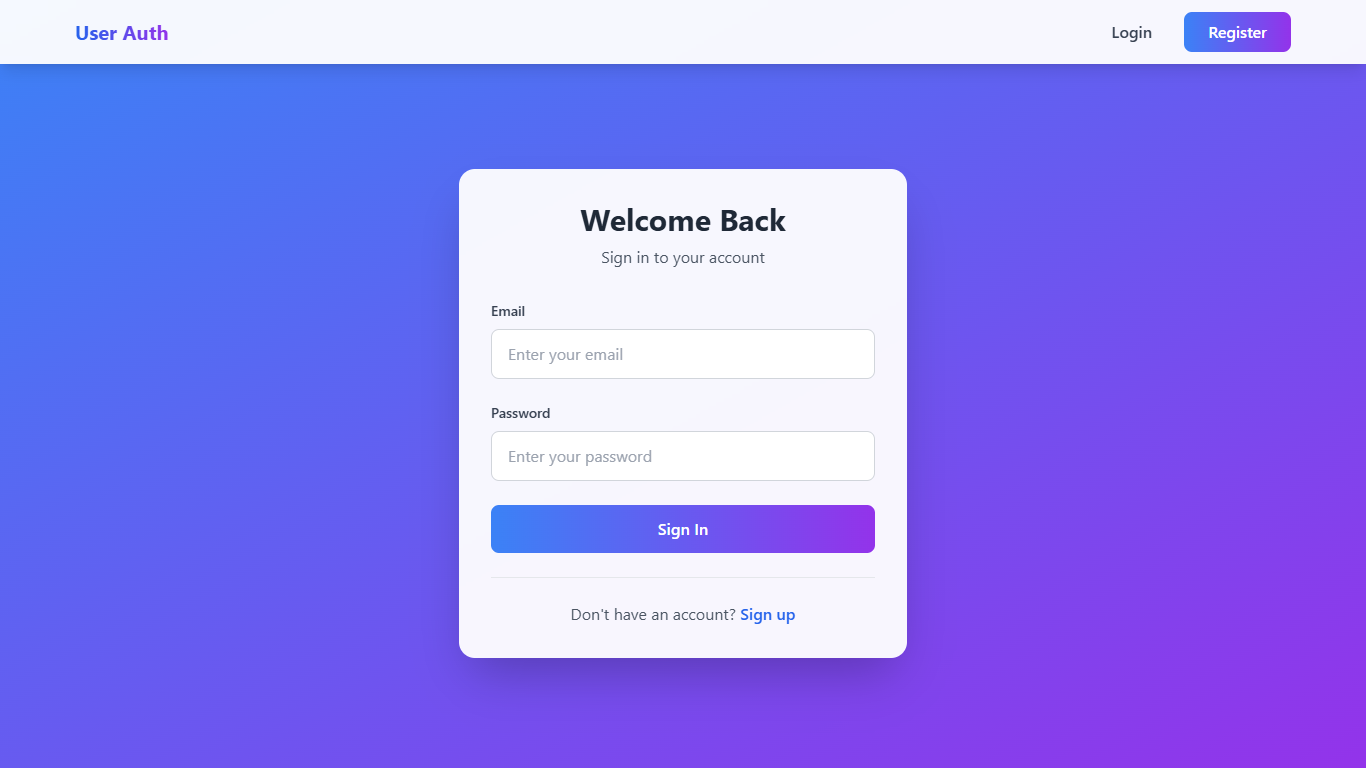 User Auth
Login
Register
Welcome Back
Sign in to your account
Email
Enter your email
Password
Enter your password
Sign In
Don't have an account? Sign up